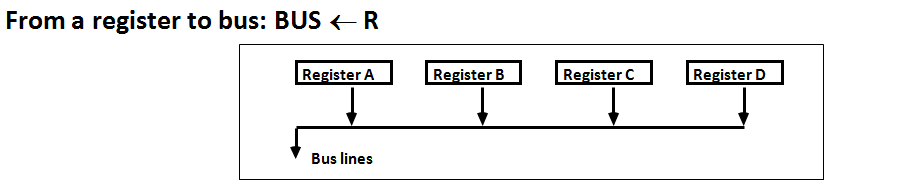 From a register to bus: BUS ← R
Register A Register B Register C Register D
Bus lines